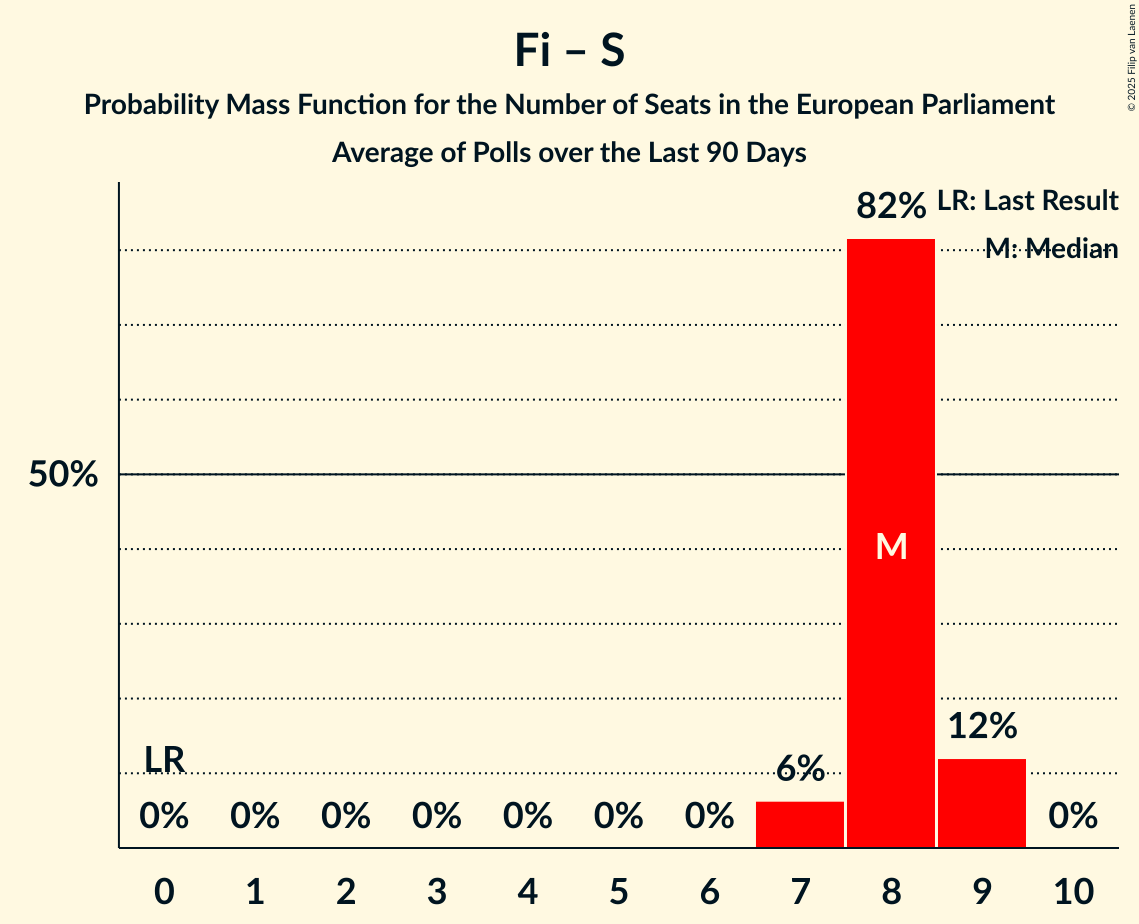 Fi – S
Probability Mass Function for the Number of Seats in the European Parliament
Average of Polls over the Last 90 Days
© 2025 Filip van Laenen
LR: Last Result
M: Median
82%
50%
M
12%
LR
6%
0% 0% 0% 0% 0% 0% 0% 0%
0 1 2 3 4 5 6 7 8 9 10